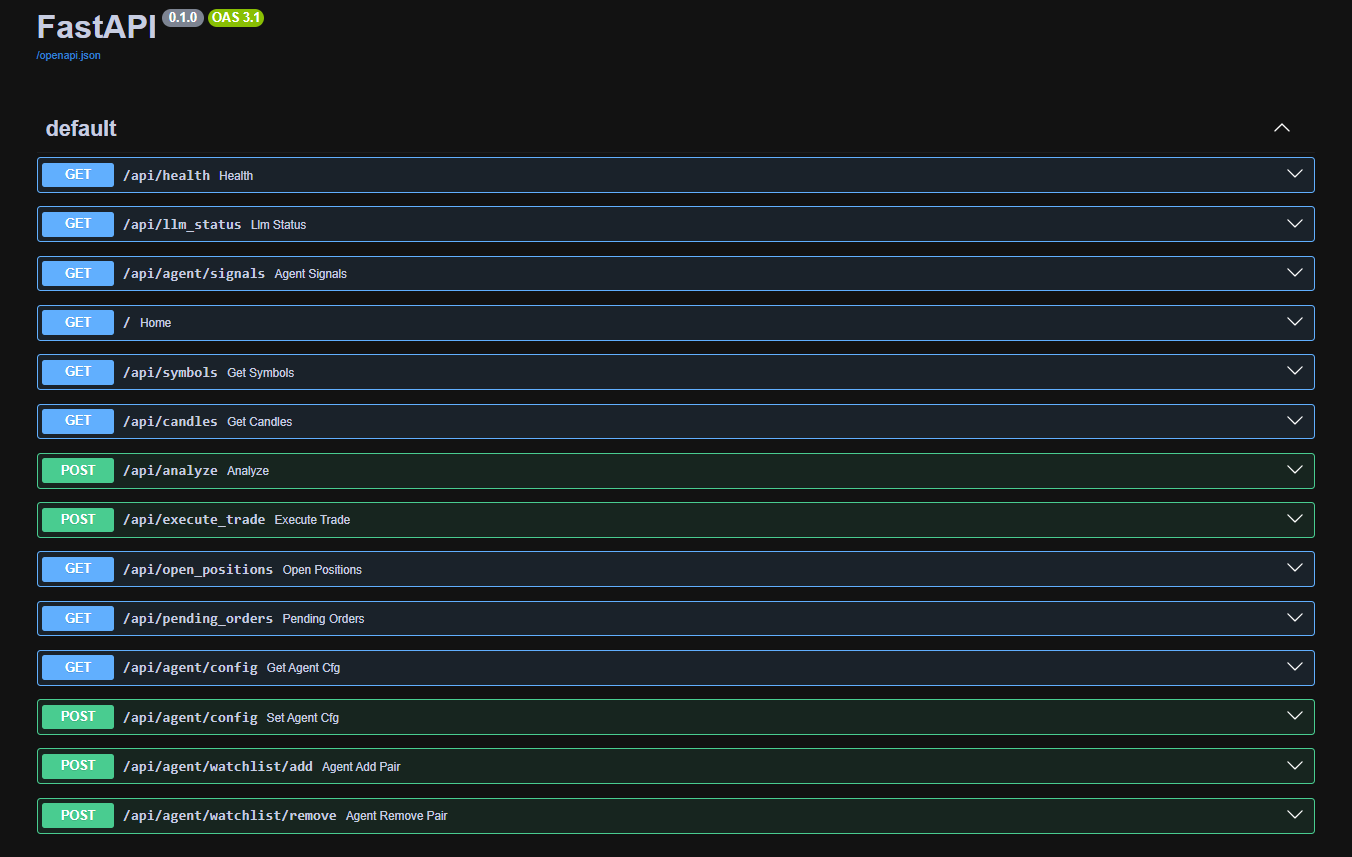 FastAPI 0.1.0 OAS 3.1
/openapi.json
default
GET /api/health Health
GET /api/llm_status Llm Status
GET /api/agent/signals Agent Signals
GET / Home
GET /api/symbols Get Symbols
GET /api/candles Get Candles
POST /api/analyze Analyze
POST /api/execute_trade Execute Trade
GET /api/open_positions Open Positions
GET /api/pending_orders Pending Orders
GET /api/agent/config Get Agent Cfg
POST /api/agent/config Set Agent Cfg
POST /api/agent/watchlist/add Agent Add Pair
POST /api/agent/watchlist/remove Agent Remove Pair